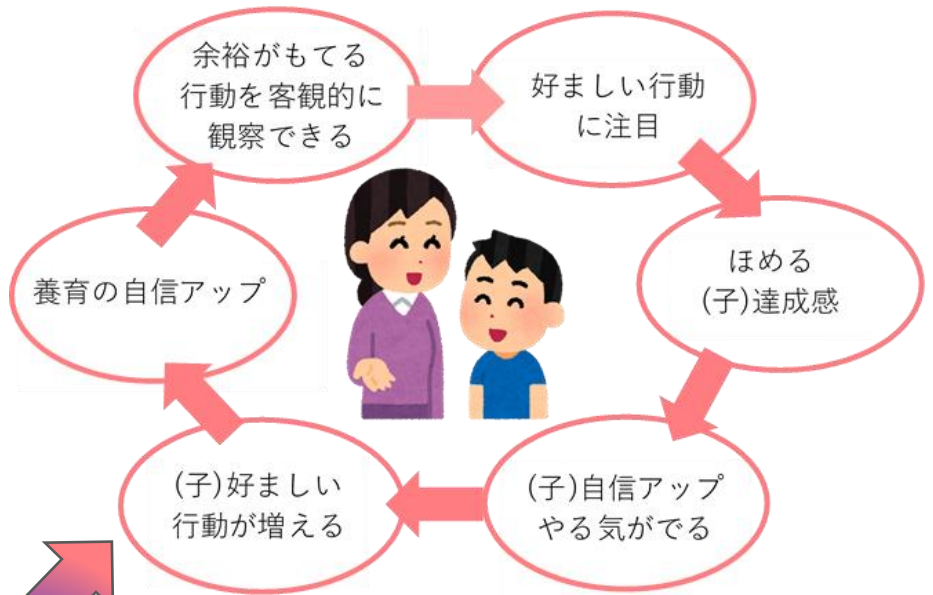 余裕がもてる
行動を客観的に
観察できる
好ましい行動
に注目
ほめる
(子)達成感
(子)自信アップ
やる気がでる
(子)好ましい
行動が増える
養育の自信アップ